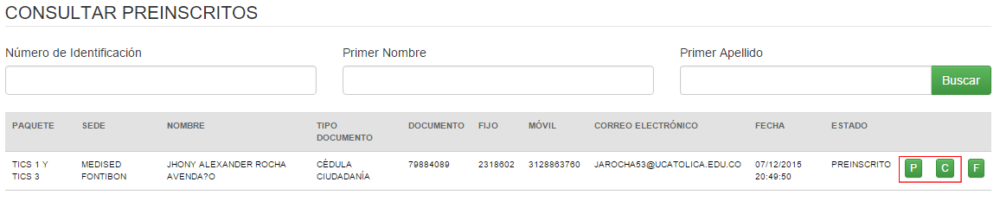 CONSULTAR PREINSCRITOS
Número de Identificación Primer Nombre Primer Apellido
Buscar
PAQUETE SEDE NOMBRE TIPO DOCUMENTO FIJO MÓVIL CORREO ELECTRÓNICO FECHA ESTADO
DOCUMENTO
TICS 1 Y MEDISED JHONY ALEXANDER ROCHA CÉDULA 79884089 2318602 3128863760 JAROCHA53@UCATOLICA.EDU.CO 07/12/2015 PREINSCRITO P C F
TICS 3 FONTIBON AVENDA?O CIUDADANÍA 20:49:50